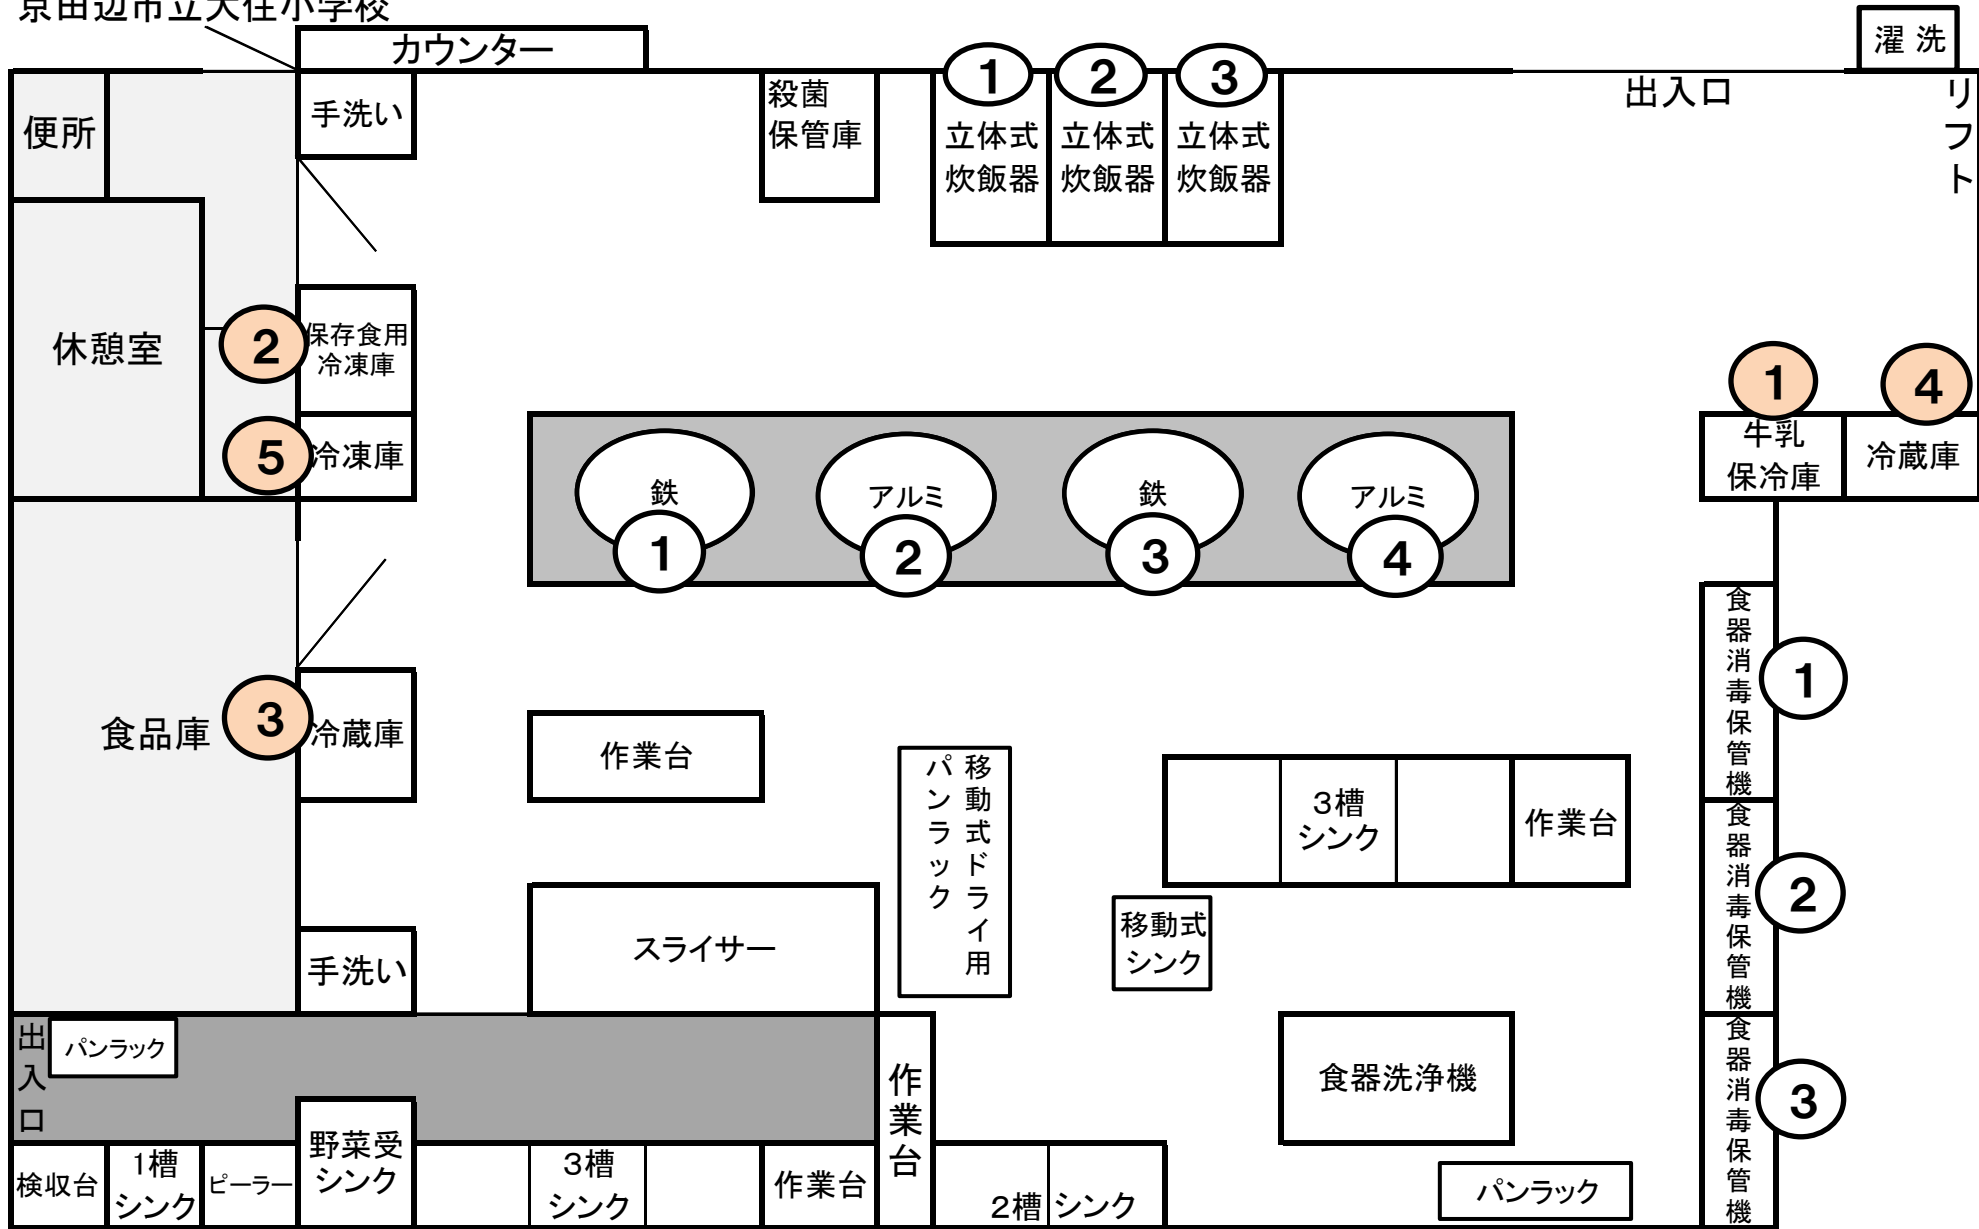 京田辺市立大住小学校
カウンター
濯 洗
便所
手洗い
殺菌
保管庫
1
立体式
炊飯器
2
立体式
炊飯器
3
立体式
炊飯器
出入口
リフト
休憩室
2
保存食用
冷凍庫
5
冷凍庫
鉄
1
アルミ
2
鉄
3
アルミ
4
1
牛乳
保冷庫
4
冷蔵庫
食品庫
3
冷蔵庫
作業台
移動式ドライ用
パンラック
3槽
シンク
作業台
食器消毒保管機
1
食器消毒保管機
2
食器消毒保管機
3
手洗い
スライサー
移動式
シンク
出入口
パンラック
作業台
食器洗浄機
検収台
1槽
シンク
ピーラー
野菜受
シンク
3槽
シンク
作業台
2槽 シンク
パンラック